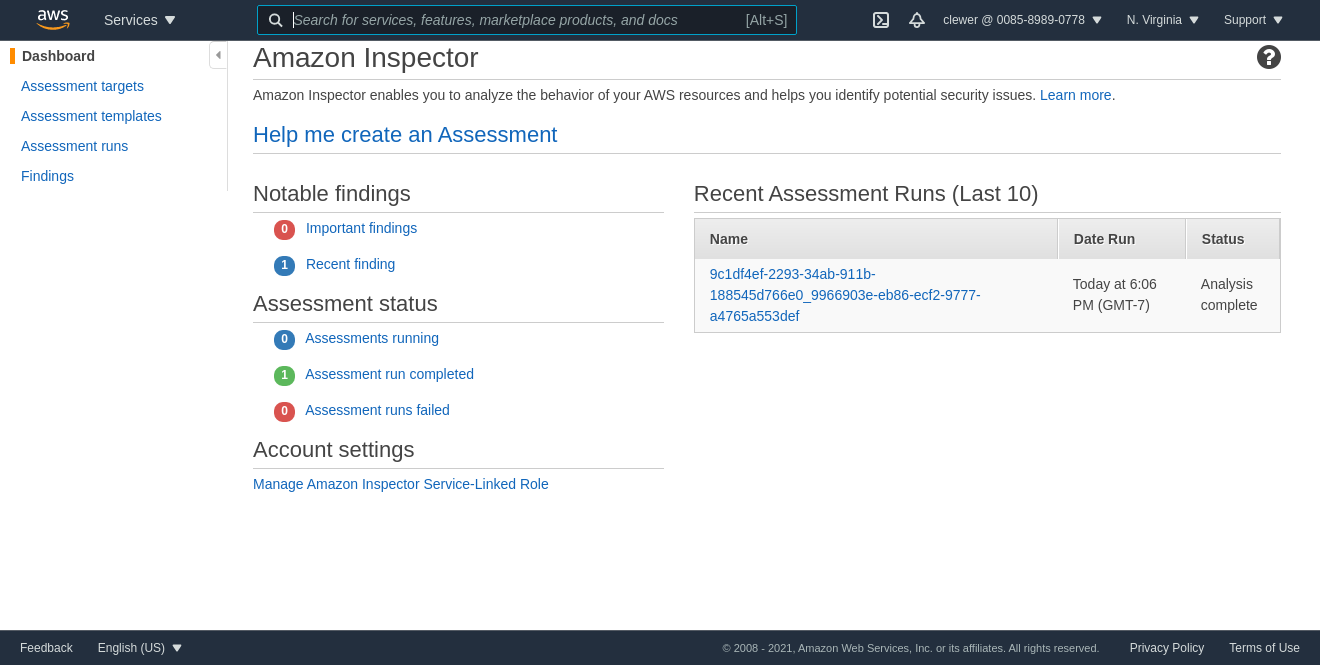 aws
Services
Search for services, features, marketplace products, and docs [Alt+S]
clewer @ 0085-8989-0778
N. Virginia
Support
Dashboard
Assessment targets
Assessment templates
Assessment runs
Findings
Amazon Inspector
?
Amazon Inspector enables you to analyze the behavior of your AWS resources and helps you identify potential security issues. Learn more.
Help me create an Assessment
Notable findings
0 Important findings
1 Recent finding
Assessment status
0 Assessments running
1 Assessment run completed
0 Assessment runs failed
Account settings
Manage Amazon Inspector Service-Linked Role
Recent Assessment Runs (Last 10)
Name Date Run Status
9c1df4ef-2293-34ab-911b-
188545d766e0_9966903e-eb86-ecf2-9777-
a4765a553def
Today at 6:06
PM (GMT-7)
Analysis
complete
Feedback English (US) © 2008 - 2021, Amazon Web Services, Inc. or its affiliates. All rights reserved. Privacy Policy Terms of Use